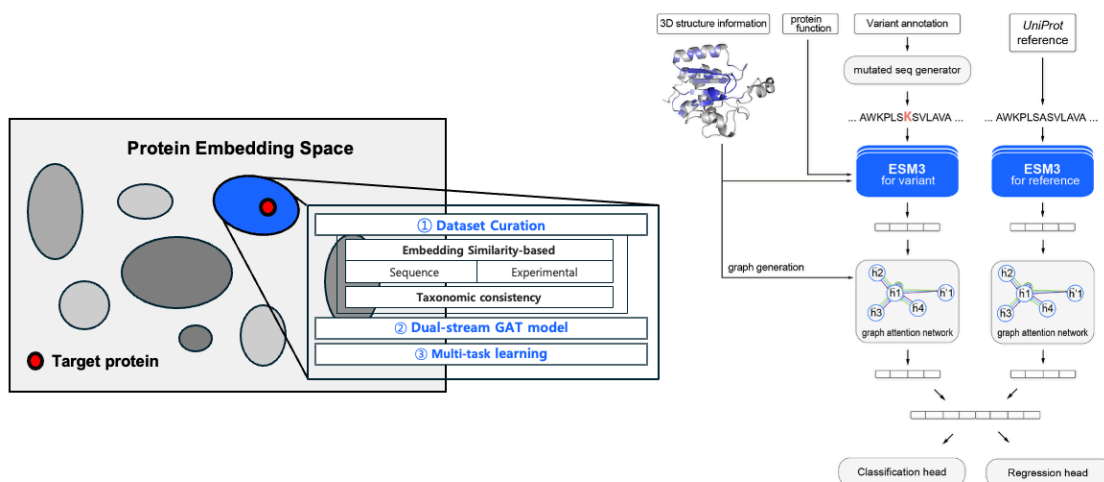 Protein Embedding Space
① Dataset Curation
Embedding Similarity-based
Sequence
Experimental
Taxonomic consistency
② Dual-stream GAT model
③ Multi-task learning
Target protein
3D structure information
protein
function
Variant annotation
UniProt
reference
mutated seq generator
... AWKPLSKSVLAVA ...
... AWKPLSASVLAVA ...
ESM3
for variant
ESM3
for reference
graph generation
h2
h1
h'1
h3
h4
graph attention network
h2
h1
h'1
h3
h4
graph attention network
Classification head
Regression head